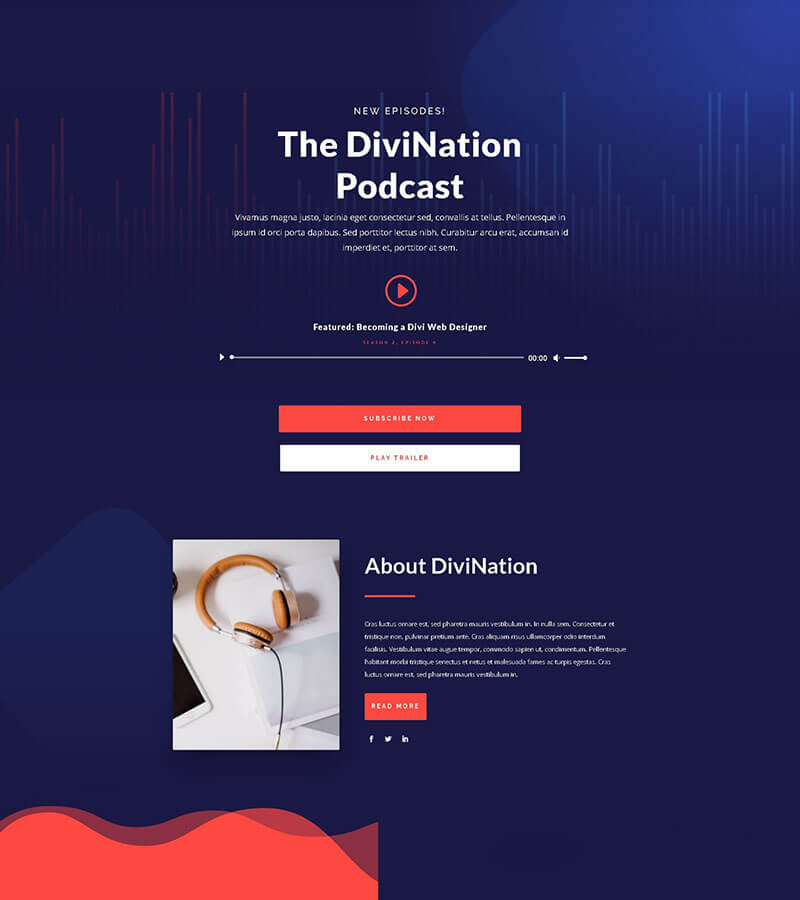 NEW EPISODES!
The DiviNation
Podcast
Vivamus magna justo, lacinia eget consectetur sed, convallis at tellus. Pellentesque in
ipsum id orci porta dapibus. Sed porttitor lectus nibh. Curabitur arcu erat, accumsan id
imperdiet et, porttitor at sem.
Featured: Becoming a Divi Web Designer
SEASON 2, EPISODE
00:00
SUBSCRIBE NOW
PLAY TRAILER
About DiviNation
Cras luctus ornare est, sed pharetra mauris vestibulum in. In nulla sem. Consectetur et
tristique non, pulvinar pretium ante. Cras aliquam risus ullamcorper odio interdum
facilisis. Vestibulum vitae augue tempor, commodo sapien ut, condimentum. Pellentesque
habitant morbi tristique senectus et netus et malesuada fames ac turpis egestas. Cras
luctus ornare est, sed pharetra mauris vestibulum in.
READ MORE